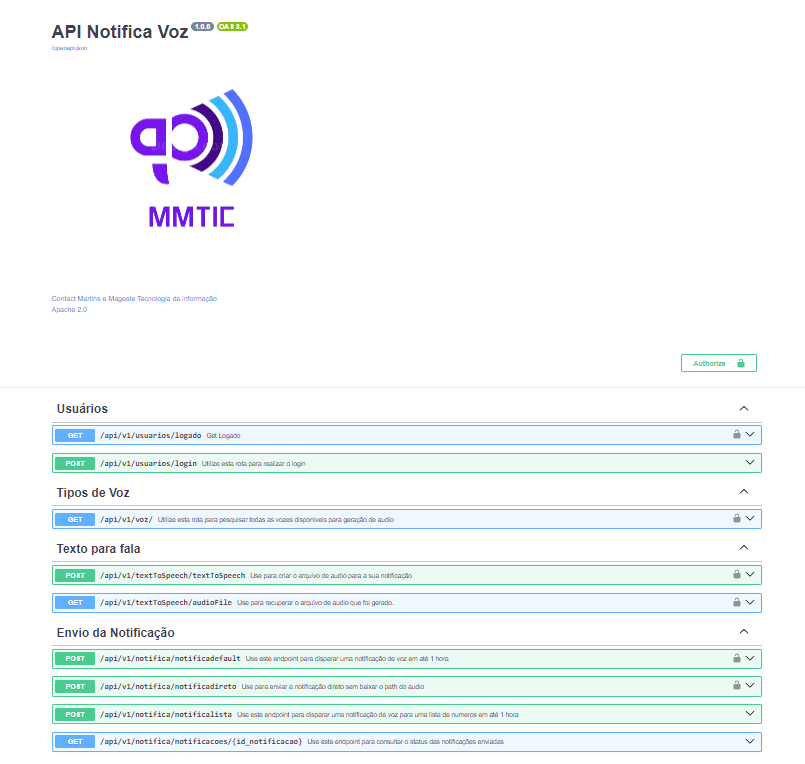 API Notifica Voz 1.0.0 OAS 3.1
/openapi.json
MMTIC
Contact Martins e Mageste Tecnologia da informação
Apache 2.0
Authorize
Usuários
GET /api/v1/usuarios/logado Get Logado
POST /api/v1/usuarios/login Utilize esta rota para realizar o login
Tipos de Voz
GET /api/v1/voz/ Utilize esta rota para pesquisar todas as vozes disponiveis para geração de audio
Texto para fala
POST /api/v1/textToSpeech/textToSpeech Use para criar o arquivo de audio para a sua notificação
GET /api/v1/textToSpeech/audioFile Use para recuperar o arquivo de audio que foi gerado.
Envio da Notificação
POST /api/v1/notifica/notificadefault Use este endpoint para disparar uma notificação de voz em até 1 hora
POST /api/v1/notifica/notificadireto Use para enviar a notificação direto sem baixar o path do audio
POST /api/v1/notifica/notificalista Use este endpoint para disparar uma notificação de voz para uma lista de numeros em até 1 hora
GET /api/v1/notifica/notificacoes/{id_notificacao} Use este endpoint para consultar o status das notificações enviadas